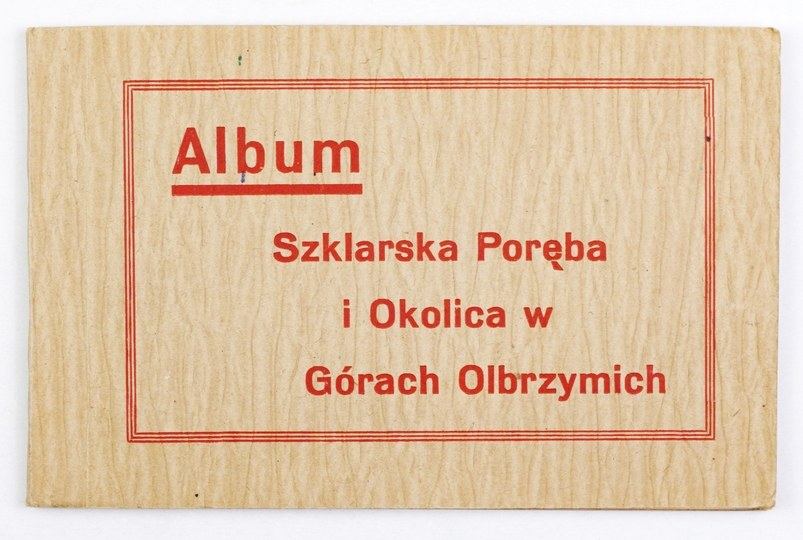 Album
Szklarska Poręba
i Okolica w
Górach Olbrzymich